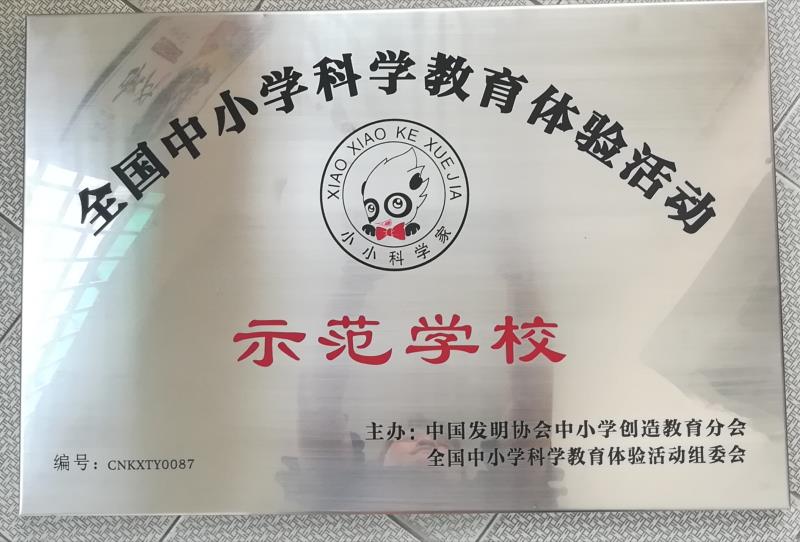 全国中小学科学教育体验活动
XIAO XIAO KE XUE JIA
小小科学家
示范学校
主办：中国发明协会中小学创造教育分会
全国中小学科学教育体验活动组委会
编号：CNKXTY0087